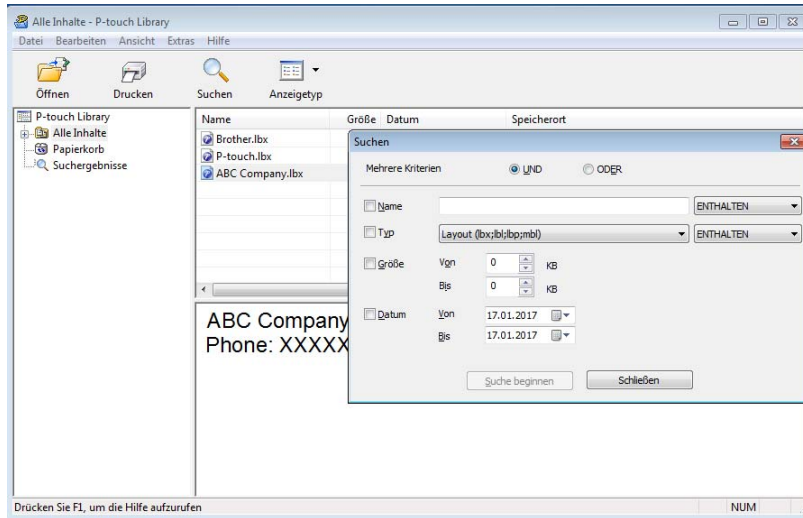 Alle Inhalte - P-touch Library
Datei Bearbeiten Ansicht Extras Hilfe
Öffnen Drucken Suchen Anzeigetyp
P-touch Library
Alle Inhalte
Papierkorb
Suchergebnisse
Name Größe Datum Speicherort
Brother.lbx
P-touch.lbx
ABC Company.lbx
Suchen
Mehrere Kriterien UND ODER
Name ENTHALTEN
Typ Layout (lbx;lbl;lbp;mbl) ENTHALTEN
Größe Von 0 KB
Bis 0 KB
Datum Von 17.01.2017
Bis 17.01.2017
Suche beginnen Schließen
ABC Company
Phone: XXXXX
Drücken Sie F1, um die Hilfe aufzurufen NUM